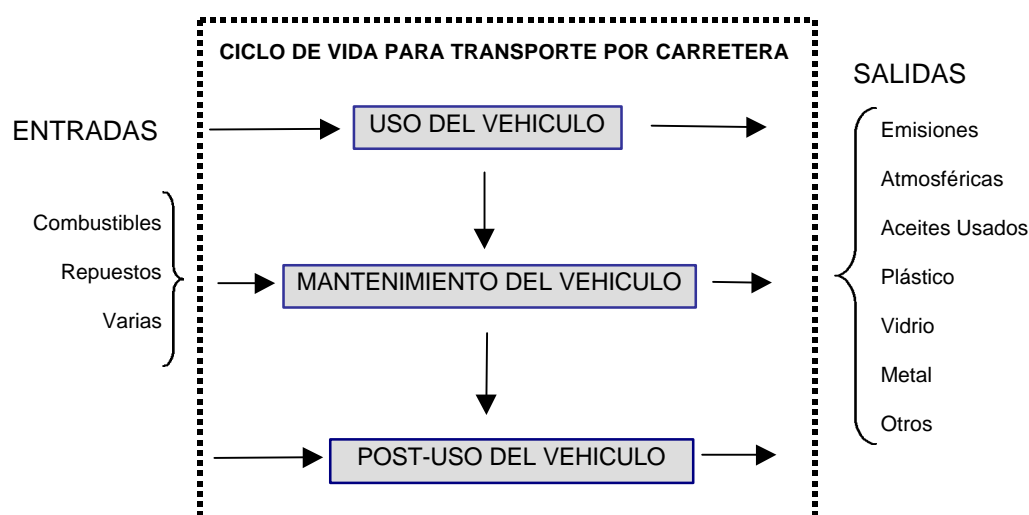 CICLO DE VIDA PARA TRANSPORTE POR CARRETERA
ENTRADAS
Combustibles
Repuestos
Varias
USO DEL VEHICULO
MANTENIMIENTO DEL VEHICULO
POST-USO DEL VEHICULO
SALIDAS
Emisiones
Atmosféricas
Aceites Usados
Plástico
Vidrio
Metal
Otros